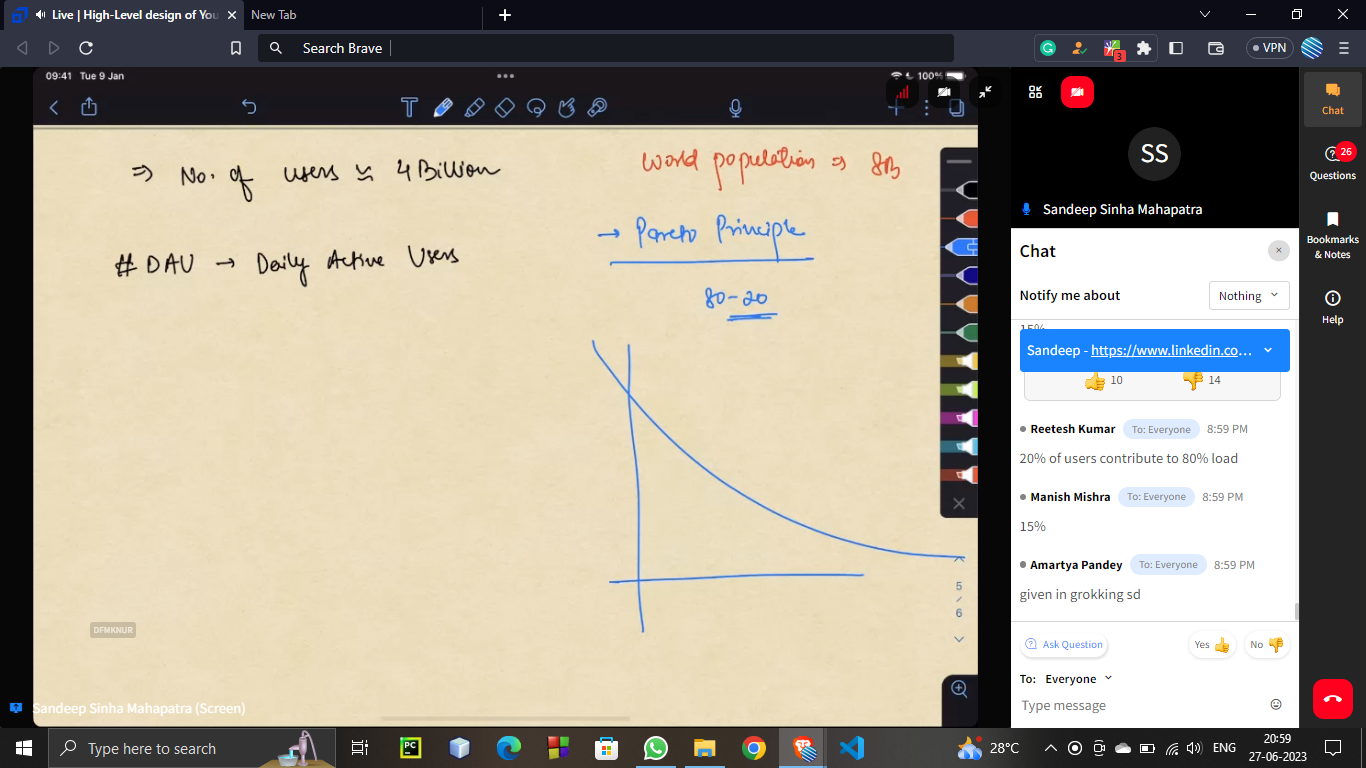 Live | High-Level design of You
New Tab
Search Brave
3
VPN
09:41 Tue 9 Jan
100%
⇒ No. of users ≈ 4 Billion
World population ⇒ 8B
→ Pareto Principle
# DAU → Daily Active Users
80-20
5
/
6
DFMKNUR
Sandeep Sinha Mahapatra (Screen)
SS
Sandeep Sinha Mahapatra
Chat
Notify me about
Nothing
15%
Sandeep - https://www.linkedin.co...
10
14
Reetesh Kumar To: Everyone 8:59 PM
20% of users contribute to 80% load
Manish Mishra To: Everyone 8:59 PM
15%
Amartya Pandey To: Everyone 8:59 PM
given in grokking sd
Ask Question
Yes
No
To: Everyone
Type message
Chat
26
Questions
Bookmarks
& Notes
Help
Type here to search
PC
28°C
ENG
20:59
27-06-2023